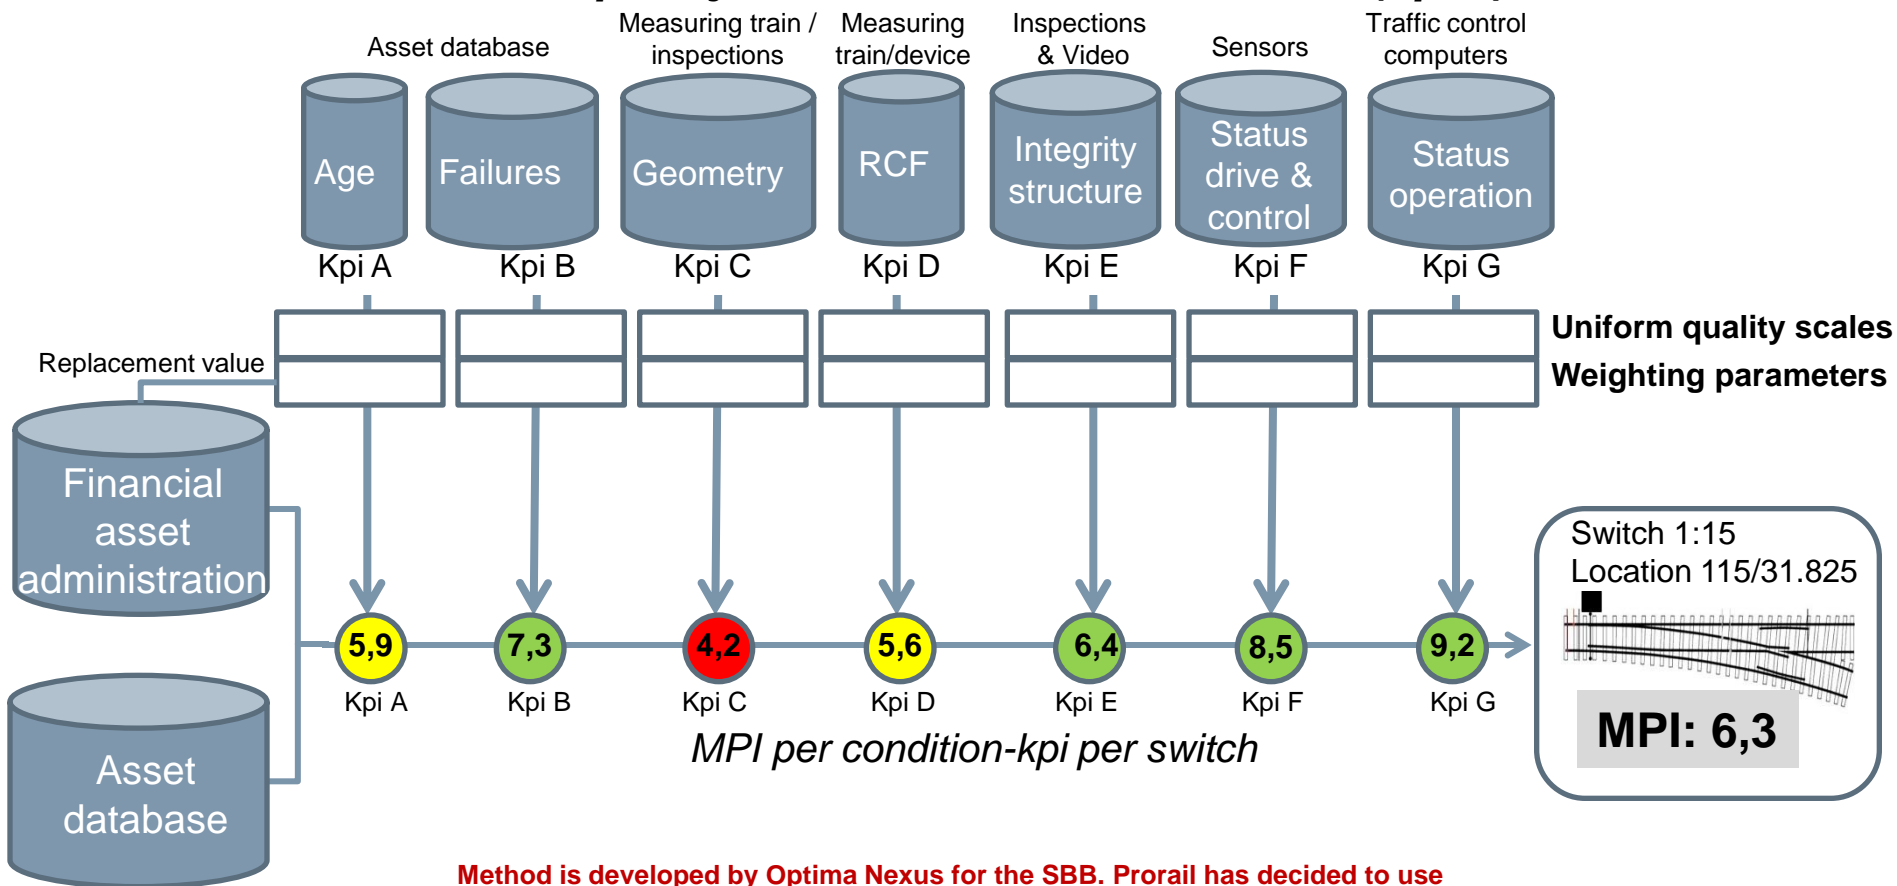 Asset database
Measuring train /
inspections
Measuring
train/device
Inspections
& Video
Sensors
Traffic control
computers
Age
Failures
Geometry
RCF
Integrity
structure
Status
drive &
control
Status
operation
Kpi A
Kpi B
Kpi C
Kpi D
Kpi E
Kpi F
Kpi G
Uniform quality scales
Replacement value
Weighting parameters
Financial
asset
administration
Switch 1:15
Location 115/31.825
5,9
7,3
4,2
5,6
6,4
8,5
9,2
Kpi A
Kpi B
Kpi C
Kpi D
Kpi E
Kpi F
Kpi G
MPI: 6,3
MPI per condition-kpi per switch
Asset
database
Method is developed by Optima Nexus for the SBB. Prorail has decided to use